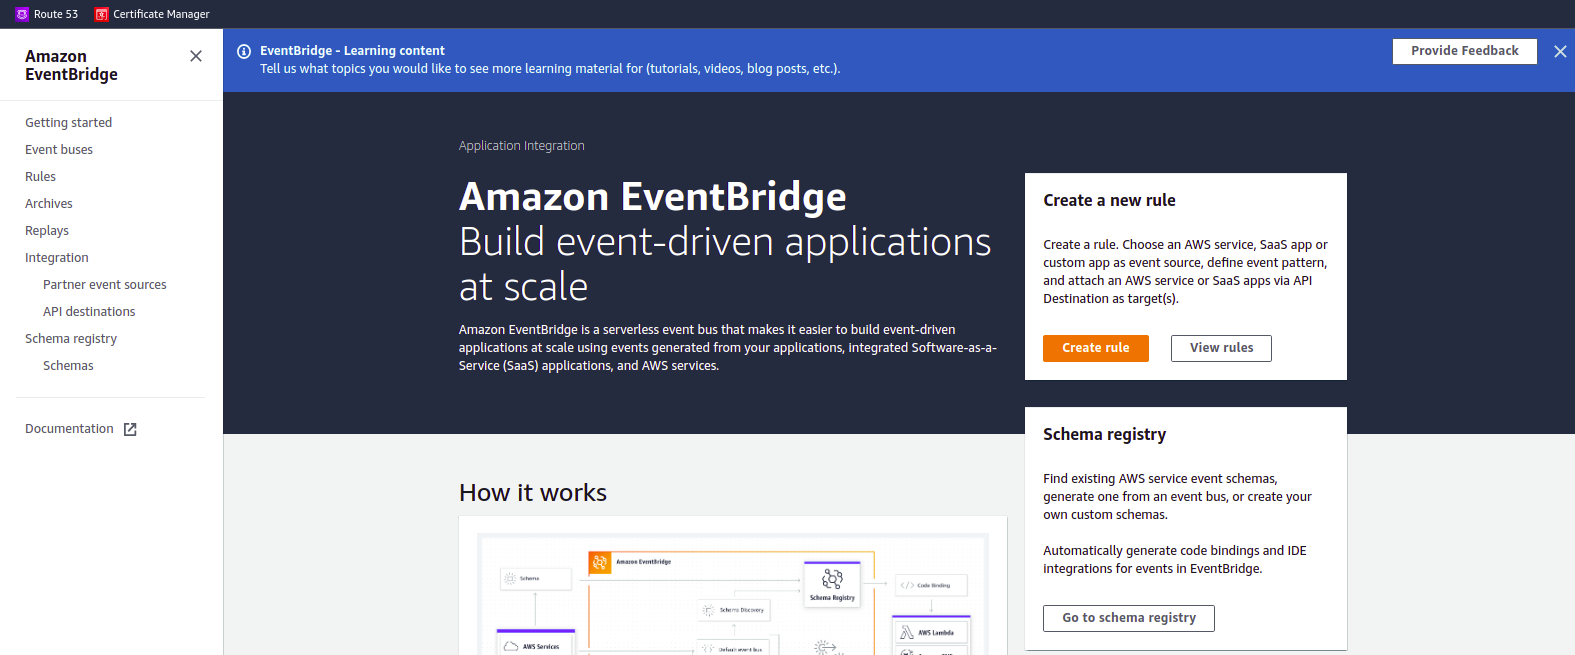 Route 53
Certificate Manager
Amazon
EventBridge
Getting started
Event buses
Rules
Archives
Replays
Integration
Partner event sources
API destinations
Schema registry
Schemas
Documentation
EventBridge - Learning content
Tell us what topics you would like to see more learning material for (tutorials, videos, blog posts, etc.).
Provide Feedback
Application Integration
Amazon EventBridge
Build event-driven applications
at scale
Amazon EventBridge is a serverless event bus that makes it easier to build event-driven
applications at scale using events generated from your applications, integrated Software-as-a-
Service (SaaS) applications, and AWS services.
Create a new rule
Create a rule. Choose an AWS service, SaaS app or
custom app as event source, define event pattern,
and attach an AWS service or SaaS apps via API
Destination as target(s).
Create rule
View rules
Schema registry
Find existing AWS service event schemas,
generate one from an event bus, or create your
own custom schemas.
Automatically generate code bindings and IDE
integrations for events in EventBridge.
Go to schema registry
How it works
Amazon EventBridge
Schema
Schema Registry
Code Binding
Schema Discovery
AWS Services
Default event bus
AWS Lambda